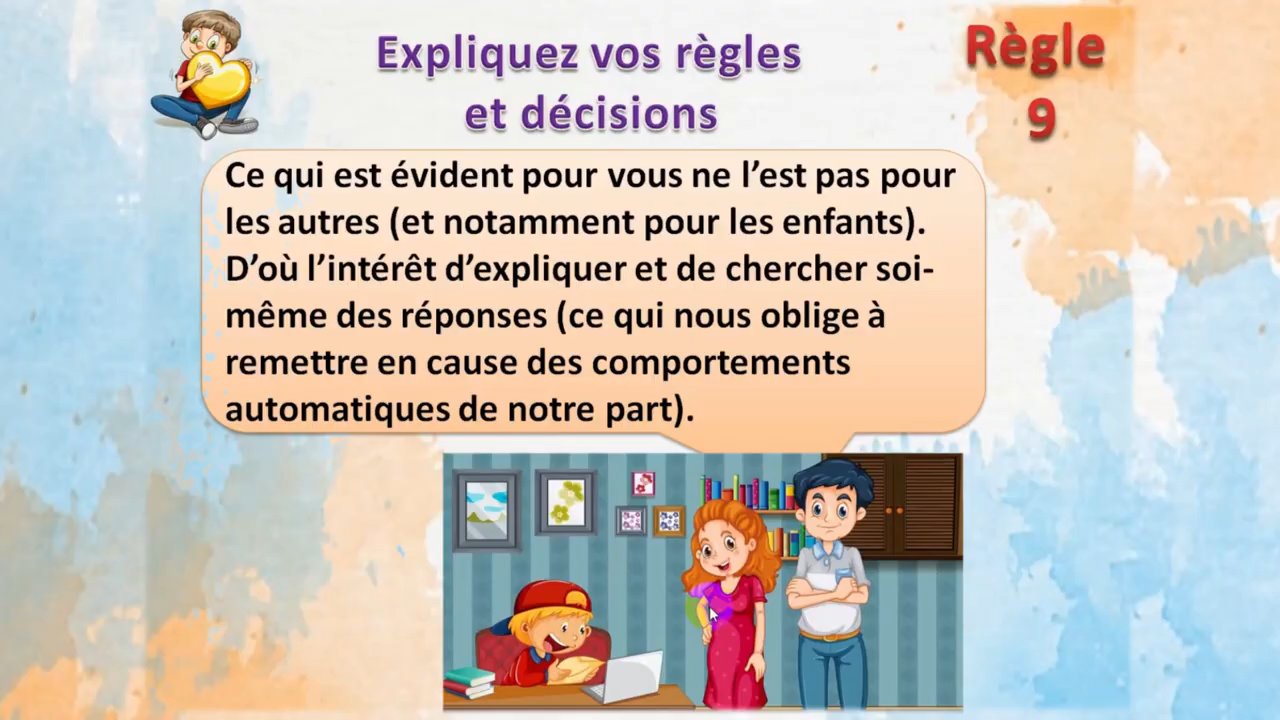 Expliquez vos règles
et décisions
Règle
9
Ce qui est évident pour vous ne l’est pas pour
les autres (et notamment pour les enfants).
D’où l’intérêt d’expliquer et de chercher soi-
même des réponses (ce qui nous oblige à
remettre en cause des comportements
automatiques de notre part).